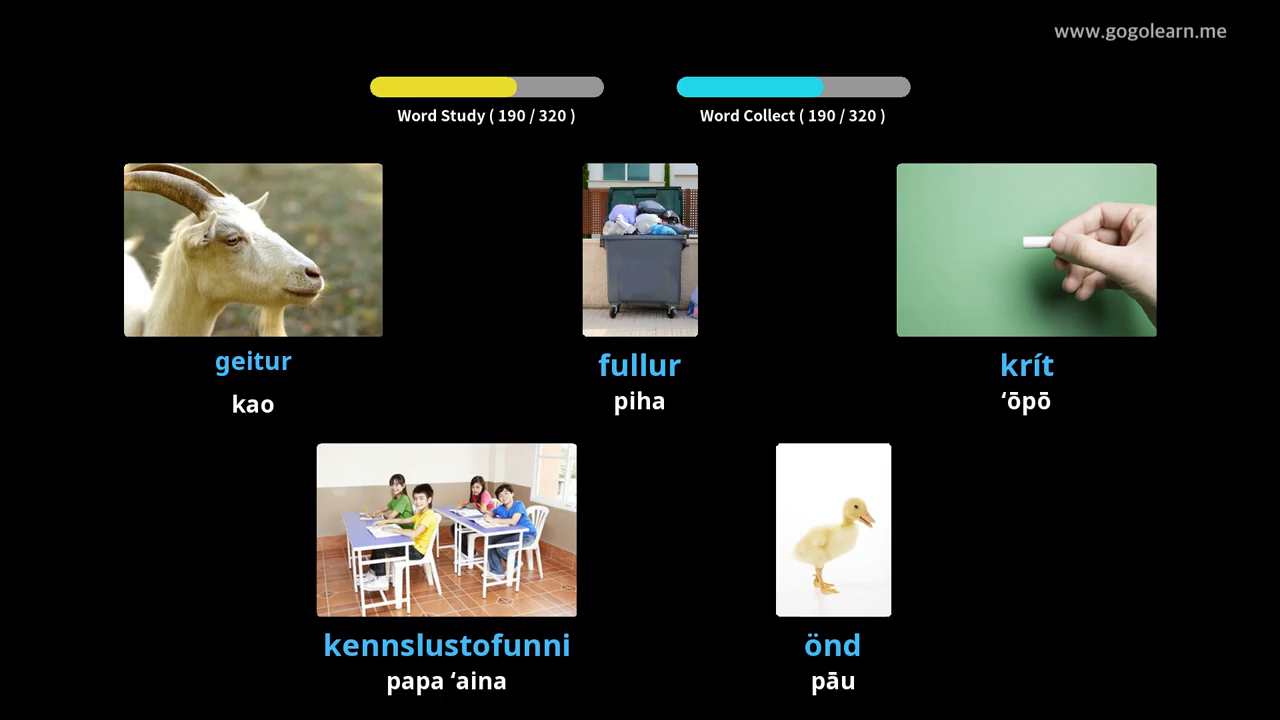 www.gogolearn.me
Word Study ( 190 / 320 )
Word Collect ( 190 / 320 )
geitur
kao
fullur
piha
krít
ʻōpō
kennslustofunni
papa ʻaina
önd
pāu